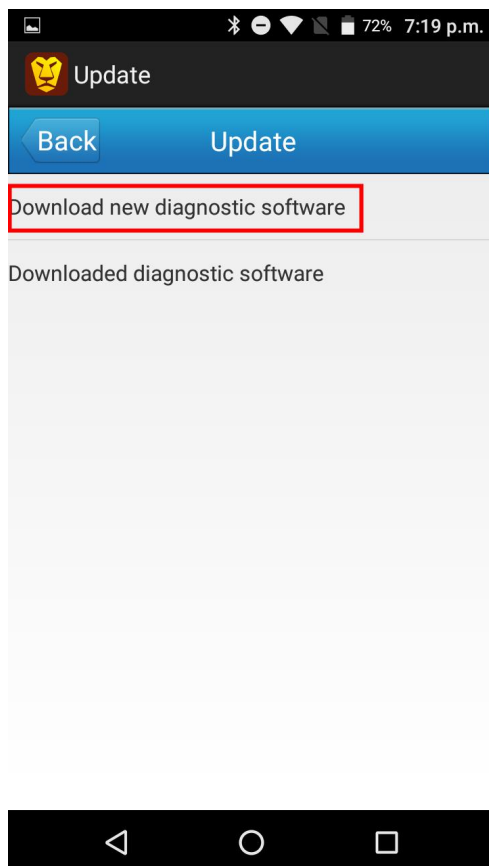 72% 7:19 p.m.
Update
Back Update
Download new diagnostic software
Downloaded diagnostic software